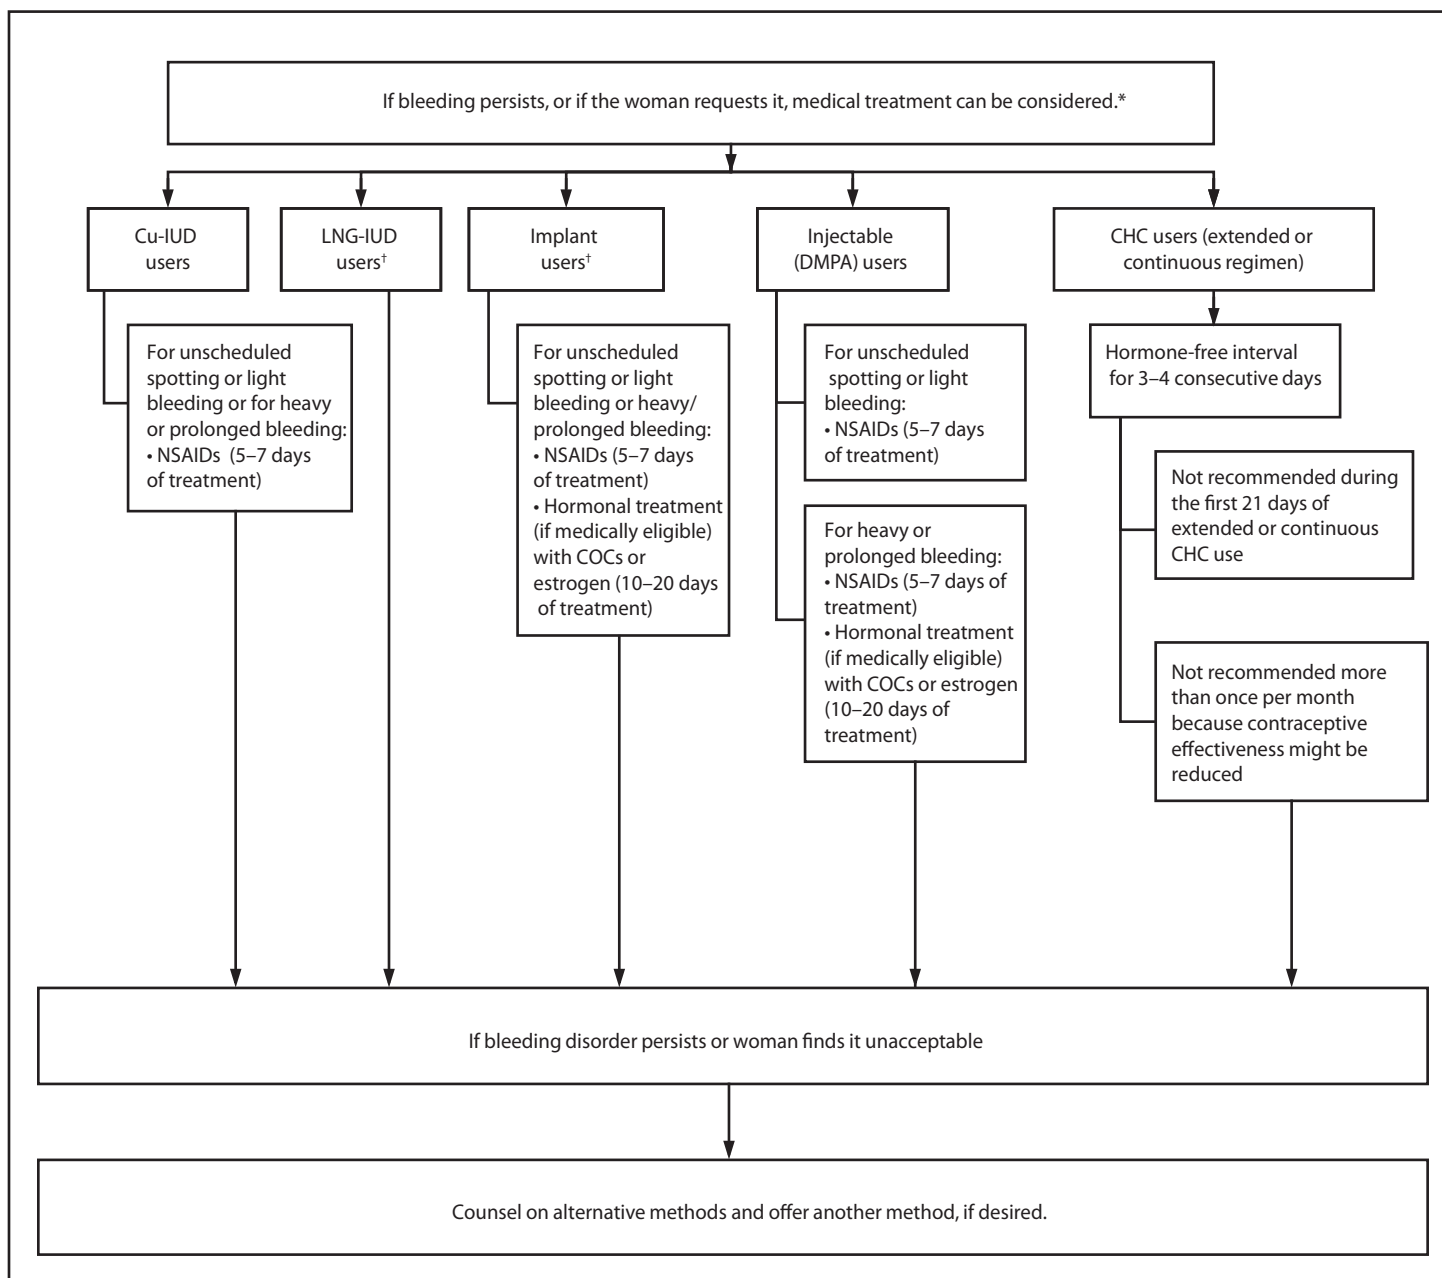 If bleeding persists, or if the woman requests it, medical treatment can be considered.*
Cu-IUD
users
LNG-IUD
users†
Implant
users†
Injectable
(DMPA) users
CHC users (extended or
continuous regimen)
For unscheduled
spotting or light
bleeding or for heavy
or prolonged bleeding:
• NSAIDs (5–7 days
of treatment)
For unscheduled
spotting or light
bleeding or heavy/
prolonged bleeding:
• NSAIDs (5–7 days
of treatment)
• Hormonal treatment
(if medically eligible)
with COCs or
estrogen (10–20 days
of treatment)
For unscheduled
spotting or light
bleeding:
• NSAIDs (5–7 days
of treatment)
For heavy or
prolonged bleeding:
• NSAIDs (5–7 days of
treatment)
• Hormonal treatment
(if medically eligible)
with COCs or estrogen
(10–20 days of
treatment)
Hormone-free interval
for 3–4 consecutive days
Not recommended during
the first 21 days of
extended or continuous
CHC use
Not recommended more
than once per month
because contraceptive
effectiveness might be
reduced
If bleeding disorder persists or woman finds it unacceptable
Counsel on alternative methods and offer another method, if desired.